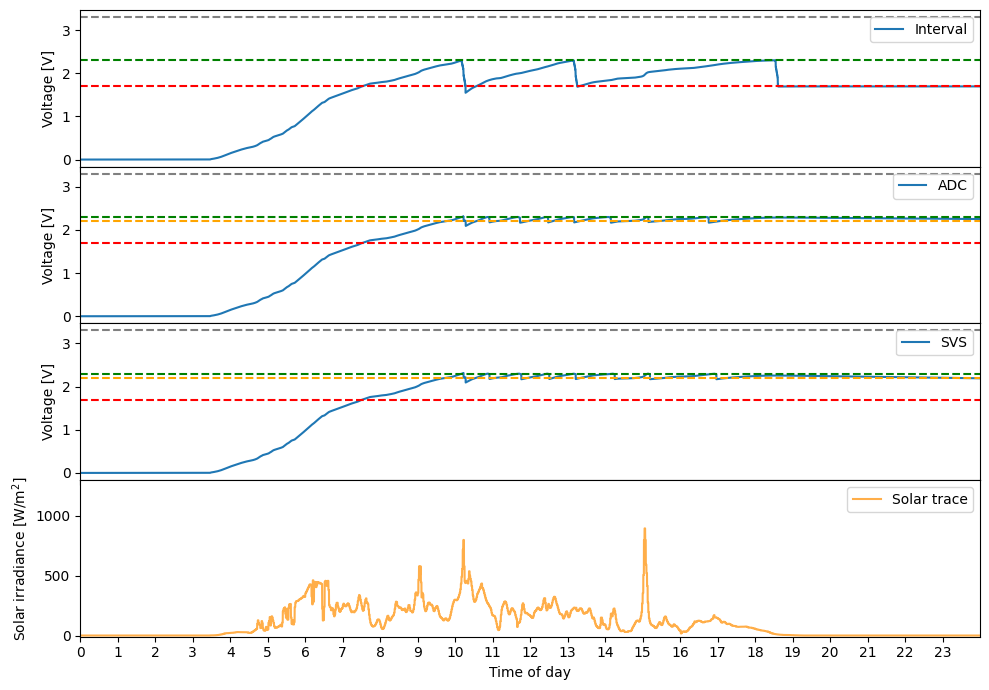 Voltage [V]
3
2
1
0
Interval
Voltage [V]
3
2
1
0
ADC
Voltage [V]
3
2
1
0
SVS
Solar irradiance [W/m²]
1000
500
0
Solar trace
0 1 2 3 4 5 6 7 8 9 10 11 12 13 14 15 16 17 18 19 20 21 22 23
Time of day